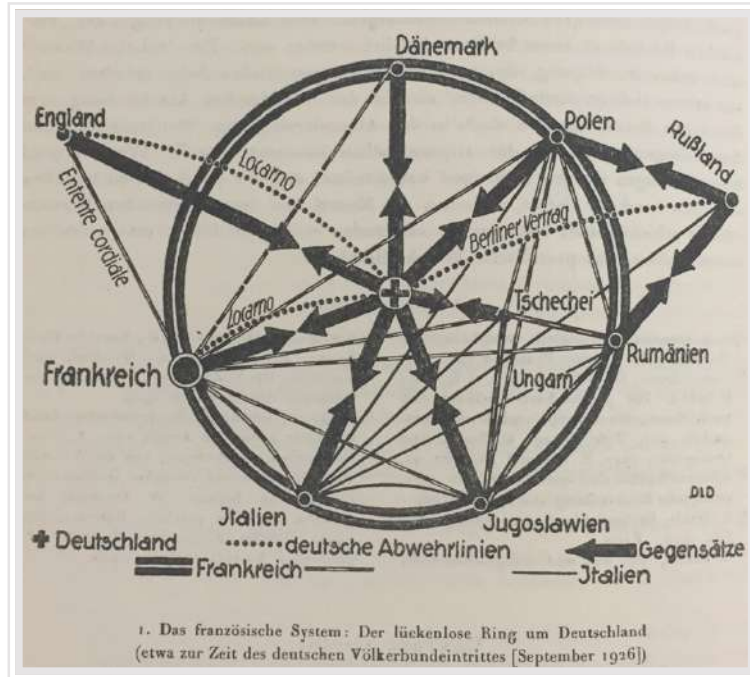 Dänemark
England
Polen
Rußland
Locarno
Entente cordiale
Berliner Vertrag
Locarno
Tschechei
Rumänien
Frankreich
Ungarn
DID
Jtalien
Jugoslawien
Deutschland
deutsche Abwehrlinien
Gegensätze
Frankreich
Jtalien
1. Das französische System: Der lückenlose Ring um Deutschland
(etwa zur Zeit des deutschen Völkerbundeintrittes [September 1926])